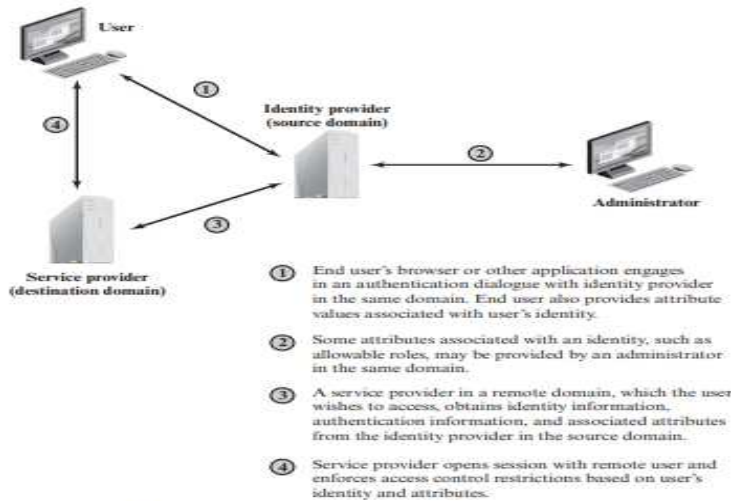 User
1
Identity provider
(source domain)
4
2
Administrator
3
Service provider
(destination domain)
1 End user's browser or other application engages
in an authentication dialogue with identity provider
in the same domain. End user also provides attribute
values associated with user's identity.
2 Some attributes associated with an identity, such as
allowable roles, may be provided by an administrator
in the same domain.
3 A service provider in a remote domain, which the user
wishes to access, obtains identity information,
authentication information, and associated attributes
from the identity provider in the source domain.
4 Service provider opens session with remote user and
enforces access control restrictions based on user's
identity and attributes.